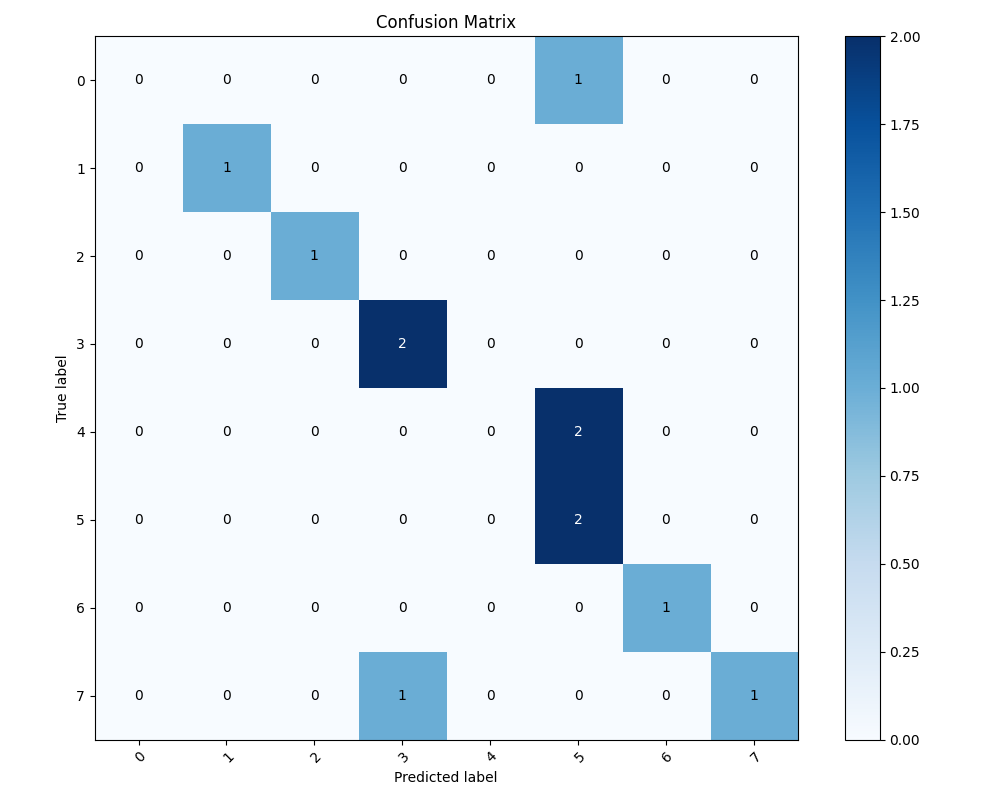 Confusion Matrix
0 0 0 0 0 0 1 0 0
1 0 1 0 0 0 0 0 0
2 0 0 1 0 0 0 0 0
3 0 0 0 2 0 0 0 0
4 0 0 0 0 0 2 0 0
5 0 0 0 0 0 2 0 0
6 0 0 0 0 0 0 1 0
7 0 0 0 1 0 0 0 1
True label
0 1 2 3 4 5 6 7
Predicted label
2.00
1.75
1.50
1.25
1.00
0.75
0.50
0.25
0.00